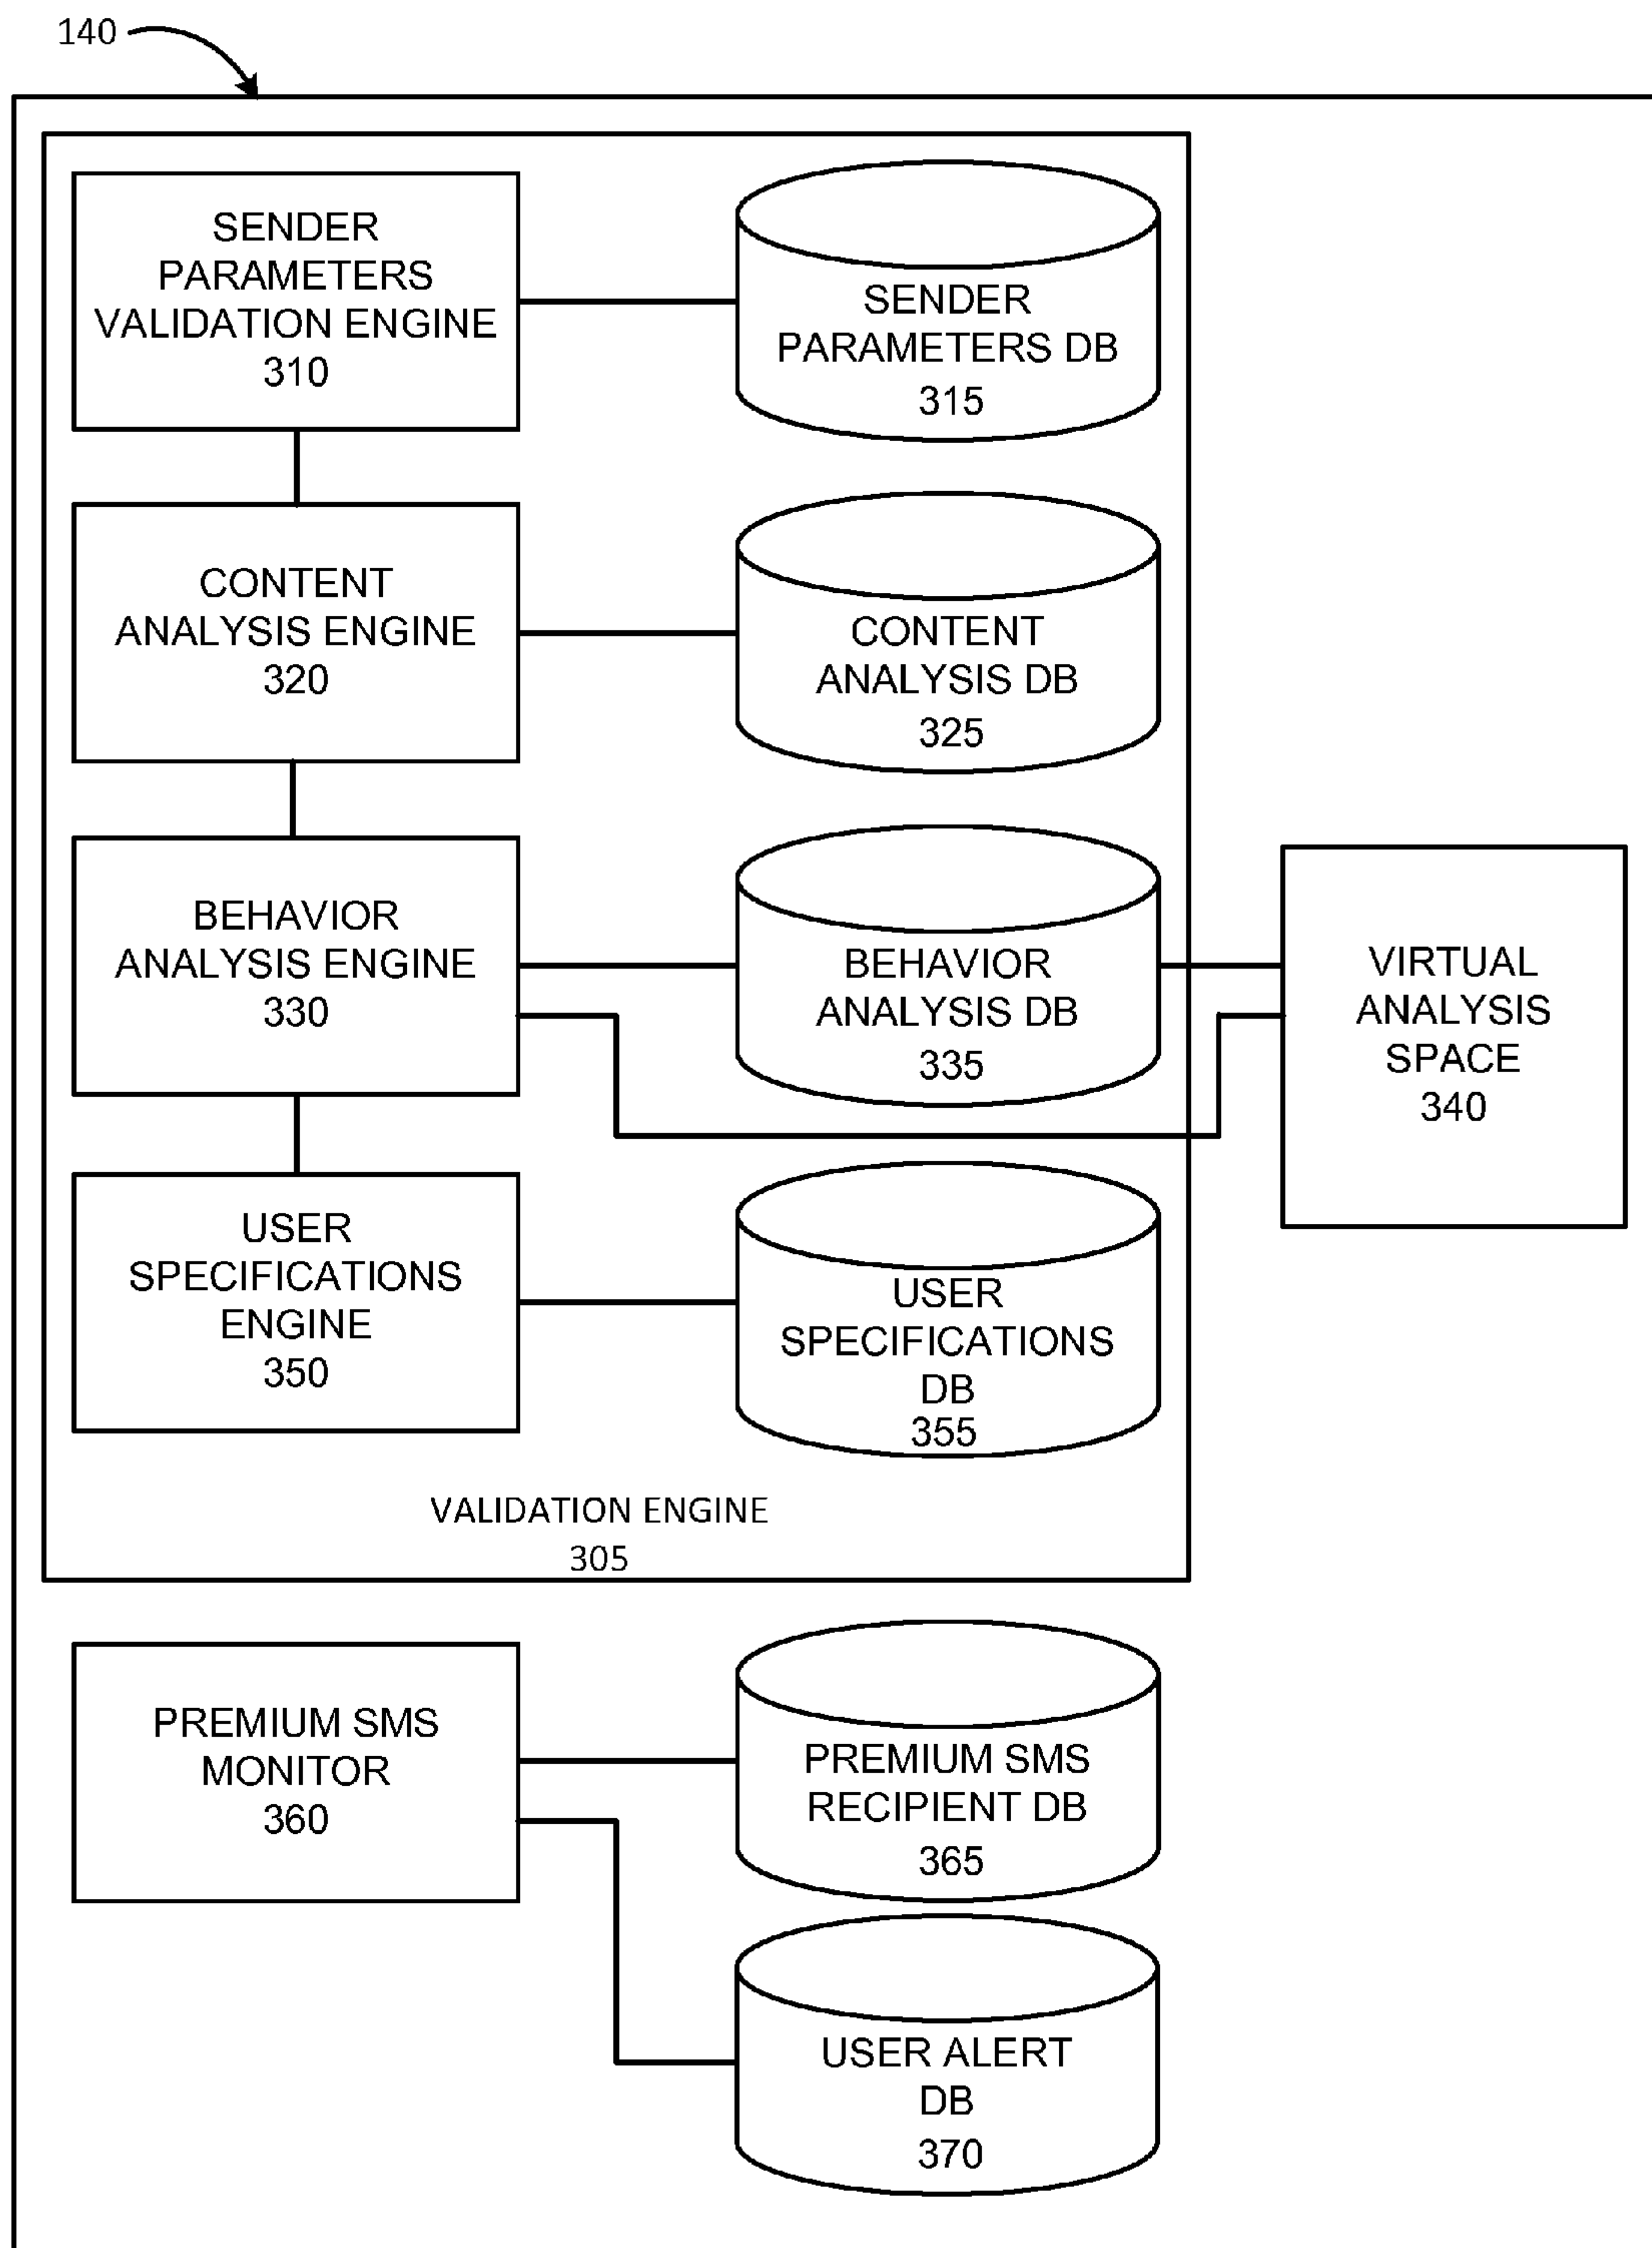 140
SENDER
PARAMETERS
VALIDATION ENGINE
310
SENDER
PARAMETERS DB
315
CONTENT
ANALYSIS ENGINE
320
CONTENT
ANALYSIS DB
325
BEHAVIOR
ANALYSIS ENGINE
330
BEHAVIOR
ANALYSIS DB
335
VIRTUAL
ANALYSIS
SPACE
340
USER
SPECIFICATIONS
ENGINE
350
USER
SPECIFICATIONS
DB
355
VALIDATION ENGINE
305
PREMIUM SMS
MONITOR
360
PREMIUM SMS
RECIPIENT DB
365
USER ALERT
DB
370